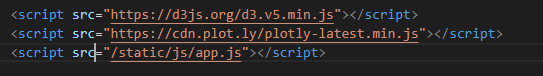 <script src="https://d3js.org/d3.v5.min.js"></script>
<script src="https://cdn.plot.ly/plotly-latest.min.js"></script>
<script src="/static/js/app.js"></script>